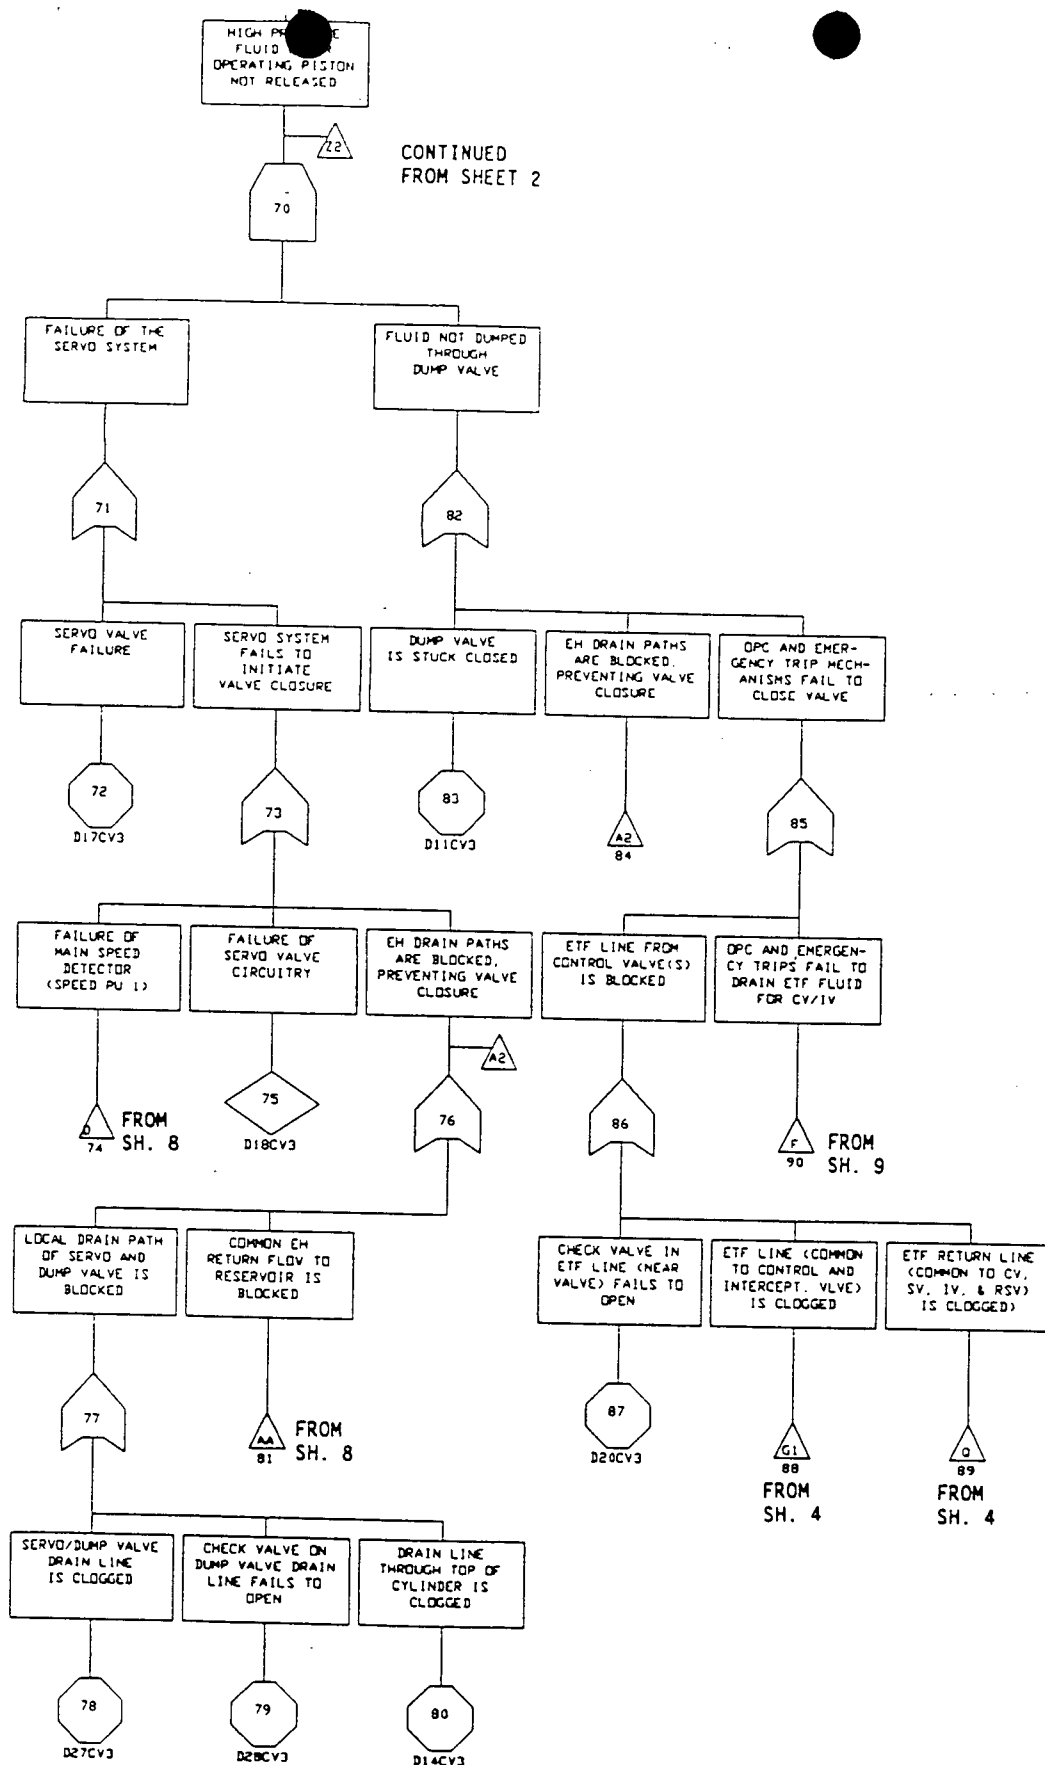 HIGH
FLUID
OPERATING PISTON
NOT RELEASED
Z2
CONTINUED
FROM SHEET 2
70
FAILURE OF THE
SERVO SYSTEM
FLUID NOT DUMPED
THROUGH
DUMP VALVE
71
82
SERVO VALVE
FAILURE
SERVO SYSTEM
FAILS TO
INITIATE
VALVE CLOSURE
DUMP VALVE
IS STUCK CLOSED
EH DRAIN PATHS
ARE BLOCKED,
PREVENTING VALVE
CLOSURE
OPC AND EMER-
GENCY TRIP MECH-
ANISMS FAIL TO
CLOSE VALVE
72
D17CV3
73
83
D11CV3
A2
84
85
FAILURE OF
MAIN SPEED
DETECTOR
(SPEED PU 1)
FAILURE OF
SERVO VALVE
CIRCUITRY
EH DRAIN PATHS
ARE BLOCKED,
PREVENTING VALVE
CLOSURE
ETF LINE FROM
CONTROL VALVE(S)
IS BLOCKED
OPC AND EMERGEN-
CY TRIPS FAIL TO
DRAIN ETF FLUID
FOR CV/IV
A2
74
FROM
SH. 8
75
D18CV3
76
86
F
90
FROM
SH. 9
LOCAL DRAIN PATH
OF SERVO AND
DUMP VALVE IS
BLOCKED
COMMON EH
RETURN FLOW TO
RESERVOIR IS
BLOCKED
CHECK VALVE IN
ETF LINE (NEAR
VALVE) FAILS TO
OPEN
ETF LINE (COMMON
TO CONTROL AND
INTERCEPT. VLVE)
IS CLOGGED
ETF RETURN LINE
(COMMON TO CV,
SV, IV, & RSV)
IS CLOGGED)
77
AA
81
FROM
SH. 8
87
D20CV3
G1
88
FROM
SH. 4
Q
89
FROM
SH. 4
SERVO/DUMP VALVE
DRAIN LINE
IS CLOGGED
CHECK VALVE ON
DUMP VALVE DRAIN
LINE FAILS TO
OPEN
DRAIN LINE
THROUGH TOP OF
CYLINDER IS
CLOGGED
78
D27CV3
79
D28CV3
80
D14CV3